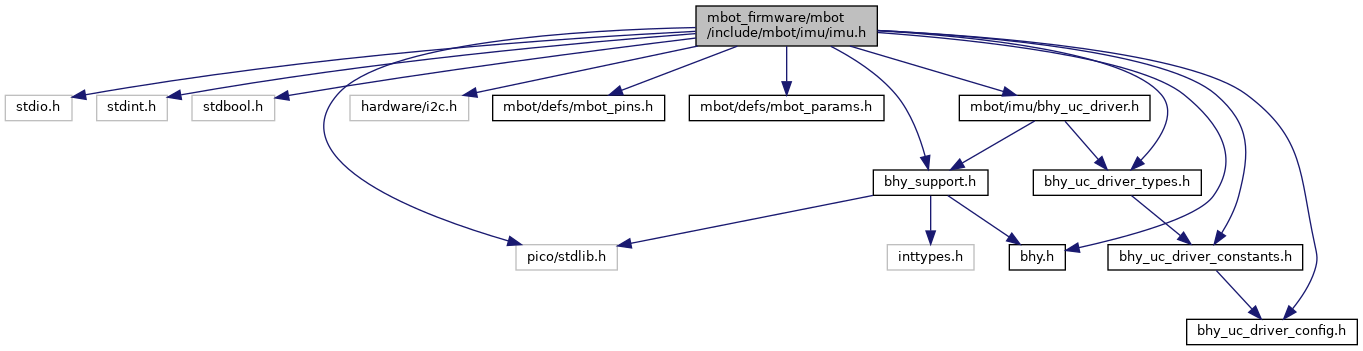 mbot_firmware/mbot
/include/mbot/imu/imu.h
stdio.h
stdint.h
stdbool.h
hardware/i2c.h
mbot/defs/mbot_pins.h
mbot/defs/mbot_params.h
mbot/imu/bhy_uc_driver.h
bhy_support.h
bhy_uc_driver_types.h
pico/stdlib.h
inttypes.h
bhy.h
bhy_uc_driver_constants.h
bhy_uc_driver_config.h